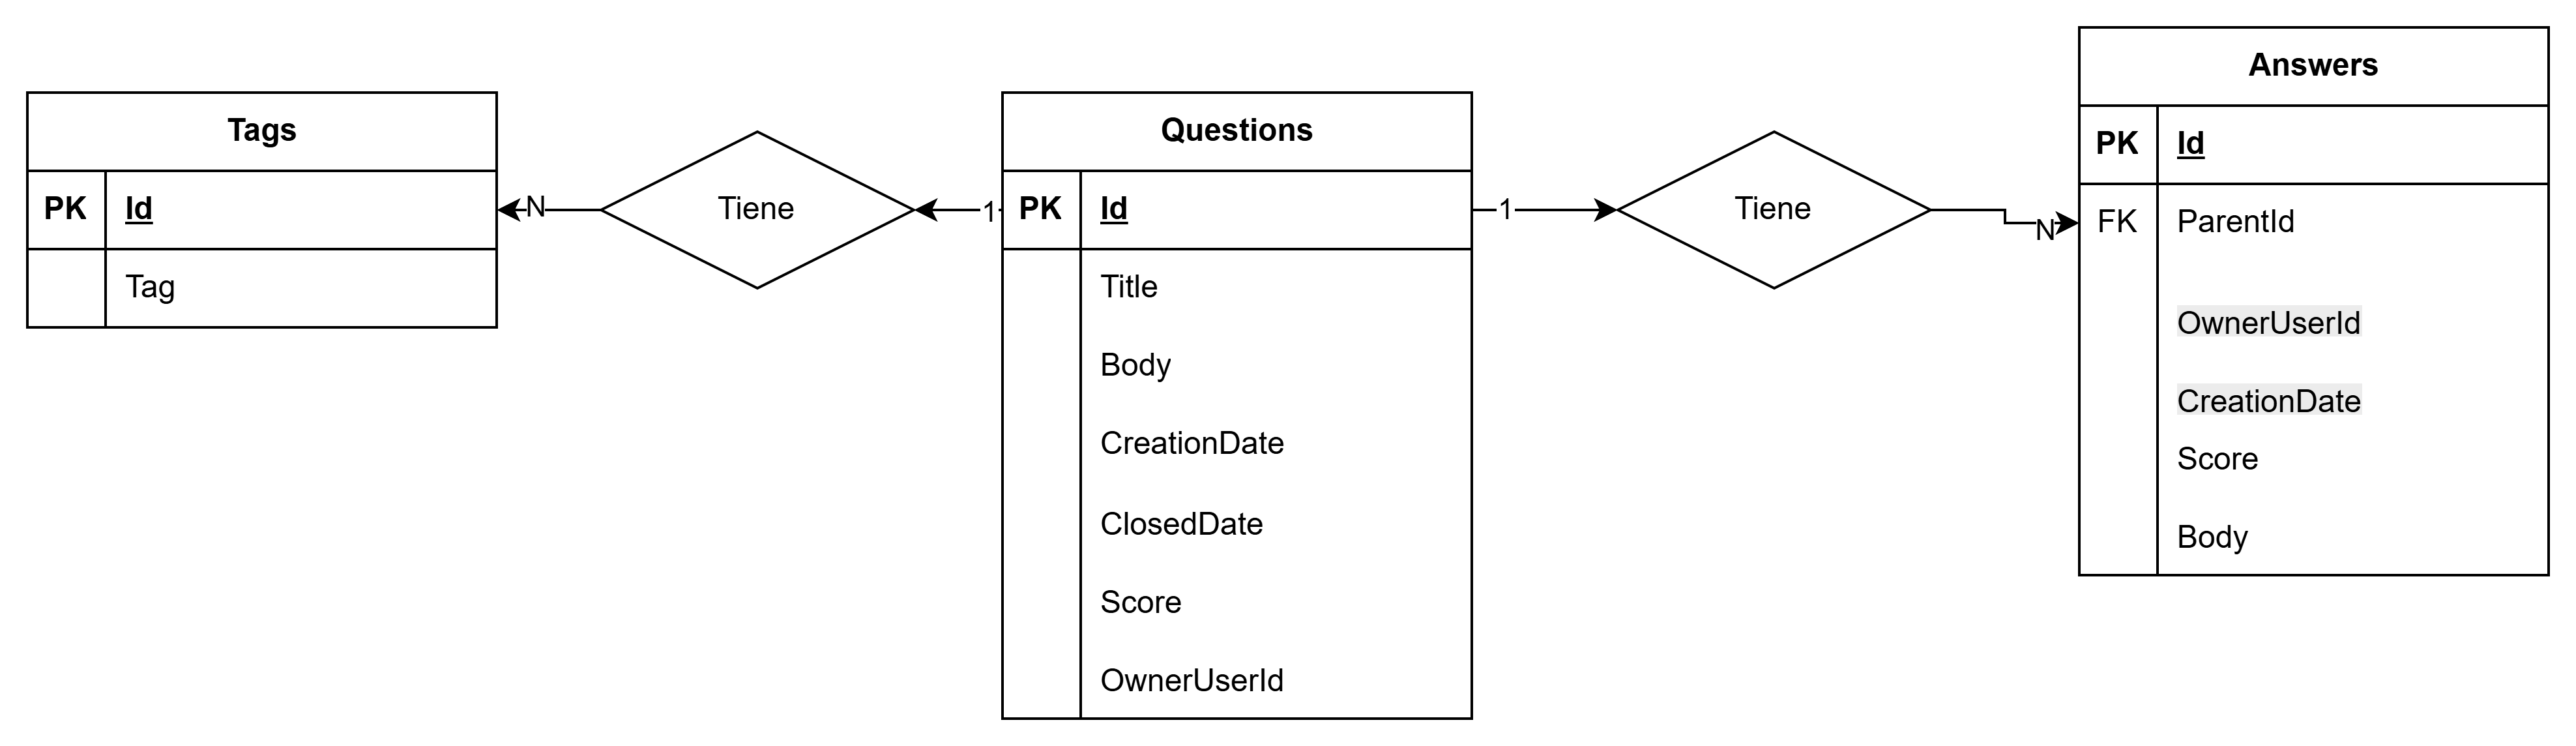 Tags
PK Id
Tag
N
Tiene
1
Questions
PK Id
Title
Body
CreationDate
ClosedDate
Score
OwnerUserId
1
Tiene
N
Answers
PK Id
FK ParentId
OwnerUserId
CreationDate
Score
Body